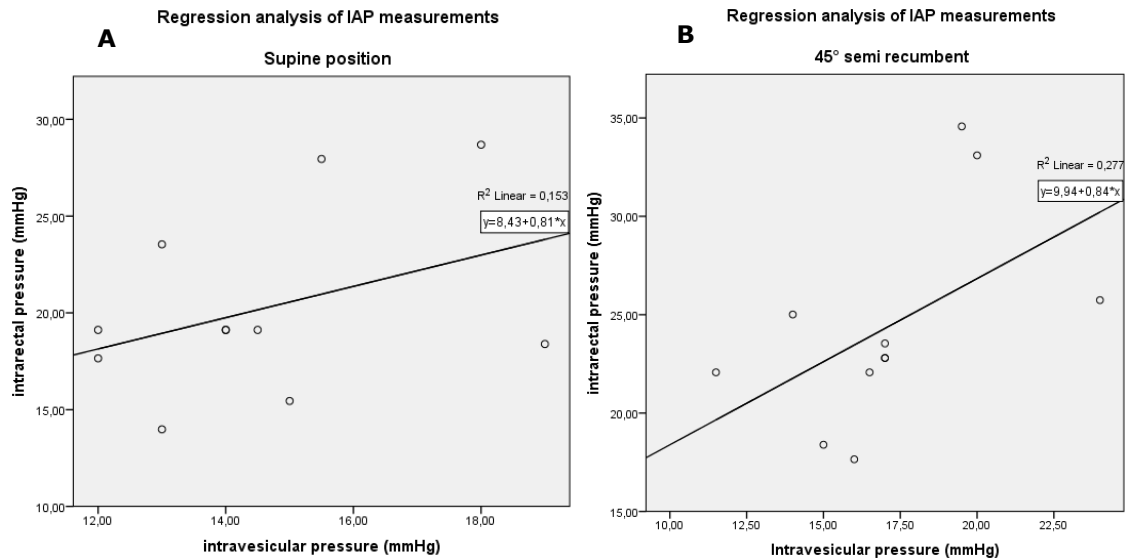 Regression analysis of IAP measurements
A
Supine position
intrarectal pressure (mmHg)
30,00
25,00
20,00
15,00
10,00
R² Linear = 0,153
y=8,43+0,81*x
12,00 14,00 16,00 18,00
intravesicular pressure (mmHg)
Regression analysis of IAP measurements
B
45° semi recumbent
intrarectal pressure (mmHg)
35,00
30,00
25,00
20,00
15,00
R² Linear = 0,277
y=9,94+0,84*x
10,00 12,50 15,00 17,50 20,00 22,50
Intravesicular pressure (mmHg)